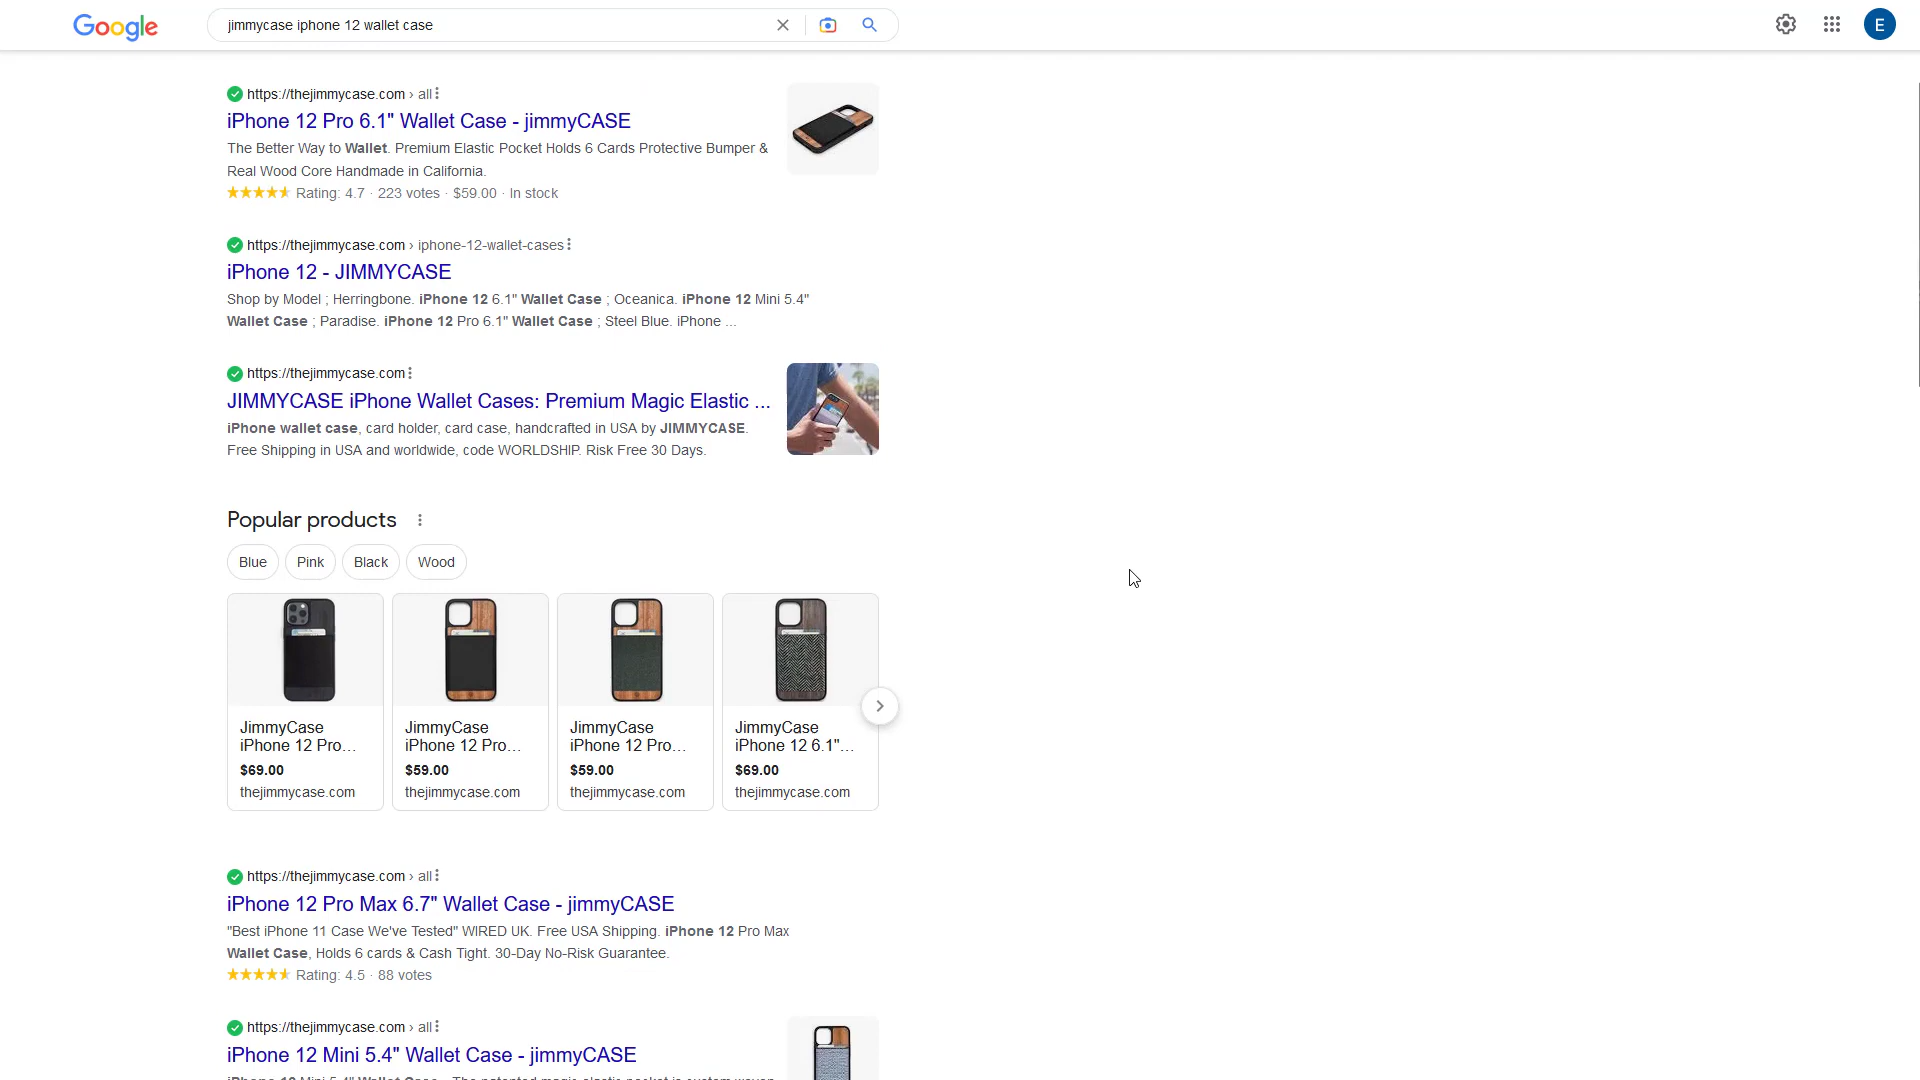 Google
jimmycase iphone 12 wallet case
E
https://thejimmycase.com › all
iPhone 12 Pro 6.1" Wallet Case - jimmyCASE
The Better Way to Wallet. Premium Elastic Pocket Holds 6 Cards Protective Bumper &
Real Wood Core Handmade in California.
Rating: 4.7 · 223 votes · $59.00 · In stock
https://thejimmycase.com › iphone-12-wallet-cases
iPhone 12 - JIMMYCASE
Shop by Model ; Herringbone. iPhone 12 6.1" Wallet Case ; Oceanica. iPhone 12 Mini 5.4"
Wallet Case ; Paradise. iPhone 12 Pro 6.1" Wallet Case ; Steel Blue. iPhone ...
https://thejimmycase.com
JIMMYCASE iPhone Wallet Cases: Premium Magic Elastic ...
iPhone wallet case, card holder, card case, handcrafted in USA by JIMMYCASE.
Free Shipping in USA and worldwide, code WORLDSHIP. Risk Free 30 Days.
Popular products
Blue Pink Black Wood
JimmyCase JimmyCase JimmyCase JimmyCase
iPhone 12 Pro... iPhone 12 Pro... iPhone 12 Pro... iPhone 12 6.1"...
$69.00 $59.00 $59.00 $69.00
thejimmycase.com thejimmycase.com thejimmycase.com thejimmycase.com
https://thejimmycase.com › all
iPhone 12 Pro Max 6.7" Wallet Case - jimmyCASE
"Best iPhone 11 Case We've Tested" WIRED UK. Free USA Shipping. iPhone 12 Pro Max
Wallet Case, Holds 6 cards & Cash Tight. 30-Day No-Risk Guarantee.
Rating: 4.5 · 88 votes
https://thejimmycase.com › all
iPhone 12 Mini 5.4" Wallet Case - jimmyCASE